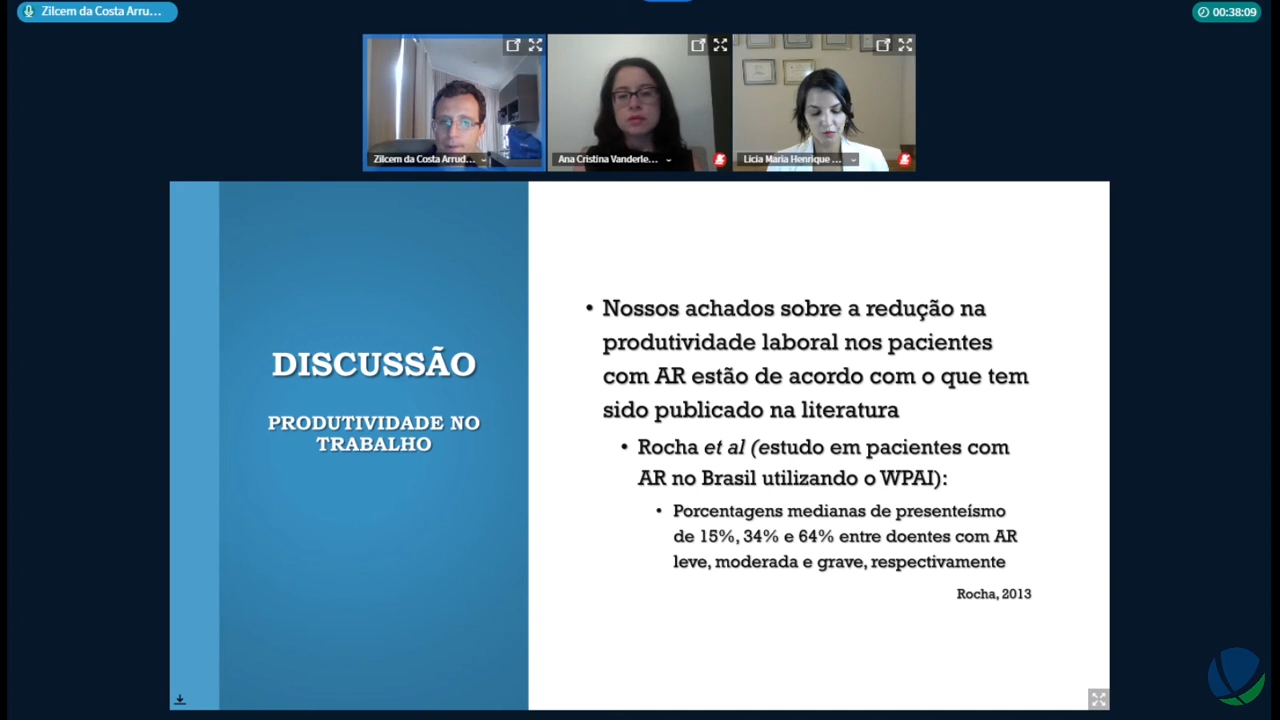 Zilcem da Costa Arru...
00:38:09
Zilcem da Costa Arrud...
Ana Cristina Vanderle...
Licia Maria Henrique ...
DISCUSSÃO
PRODUTIVIDADE NO
TRABALHO
• Nossos achados sobre a redução na
produtividade laboral nos pacientes
com AR estão de acordo com o que tem
sido publicado na literatura
• Rocha et al (estudo em pacientes com
AR no Brasil utilizando o WPAI):
• Porcentagens medianas de presenteísmo
de 15%, 34% e 64% entre doentes com AR
leve, moderada e grave, respectivamente
Rocha, 2013